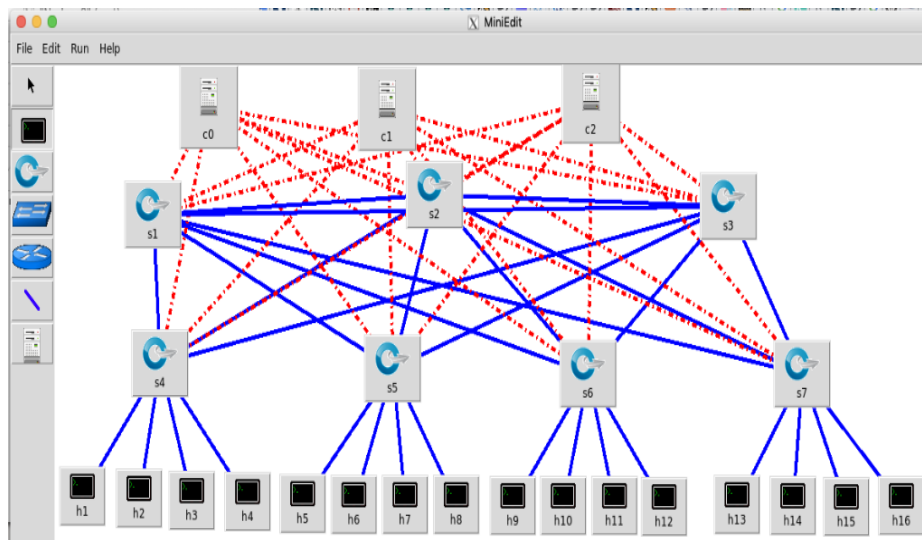 MiniEdit
File Edit Run Help
c0
c1
c2
s1
s2
s3
s4
s5
s6
s7
h1
h2
h3
h4
h5
h6
h7
h8
h9
h10
h11
h12
h13
h14
h15
h16